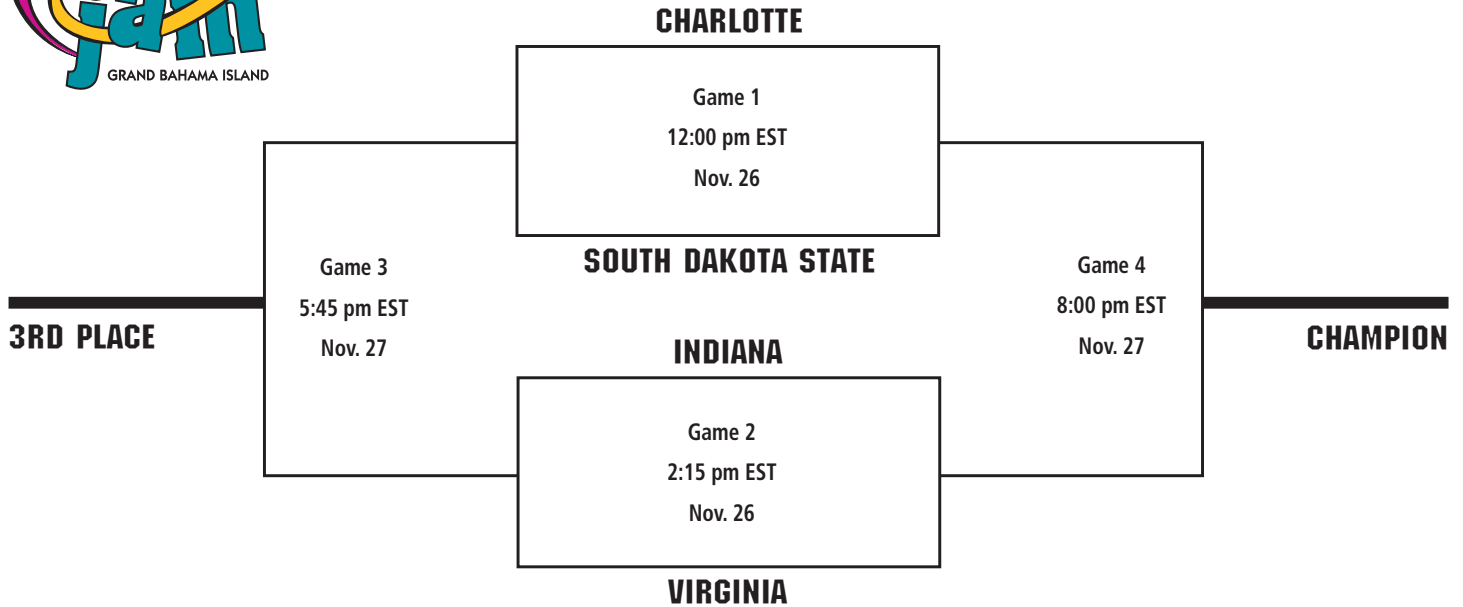 jam
GRAND BAHAMA ISLAND
CHARLOTTE
Game 1
12:00 pm EST
Nov. 26
SOUTH DAKOTA STATE
Game 3
5:45 pm EST
Nov. 27
3RD PLACE
Game 4
8:00 pm EST
Nov. 27
CHAMPION
INDIANA
Game 2
2:15 pm EST
Nov. 26
VIRGINIA